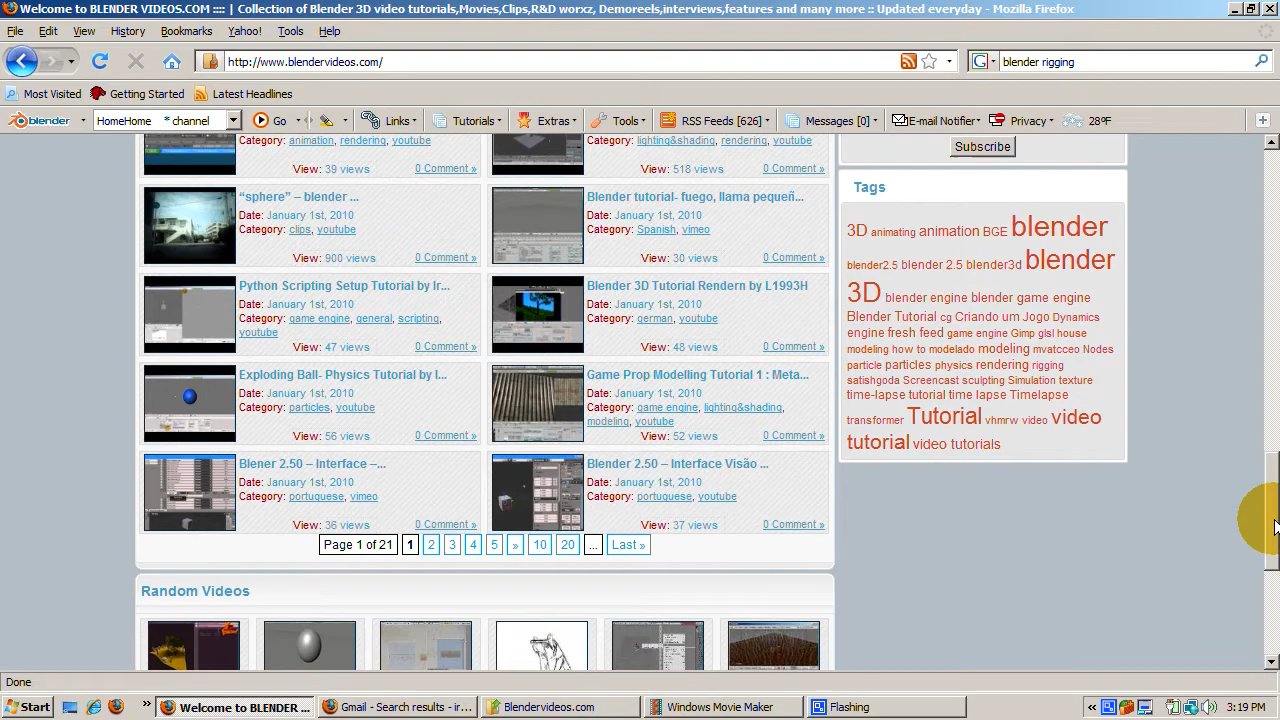 Welcome to BLENDER VIDEOS.COM :::: | Collection of Blender 3D video tutorials,Movies,Clips,R&D worxz, Demoreels,interviews,features and many more :: Updated everyday - Mozilla Firefox
File Edit View History Bookmarks Yahoo! Tools Help
http://www.blendervideos.com/
blender rigging
Most Visited Getting Started Latest Headlines
blender HomeHome * channel Go Links Tutorials Extras Tools RSS Feeds [626] Messages [0] E-mail Notifier Privacy 28°F
Category: animation, rendering, youtube
View: 39 views 0 Comment »
Category: lighting&shading, rendering, youtube
View: 518 views 0 Comment »
“sphere” – blender ...
Date: January 1st, 2010
Category: clips, youtube
View: 900 views 0 Comment »
Blender tutorial- fuego, llama pequeñ...
Date: January 1st, 2010
Category: Spanish, vimeo
View: 30 views 0 Comment »
Python Scripting Setup Tutorial by Ir...
Date: January 1st, 2010
Category: game engine, general, scripting,
youtube
View: 47 views 0 Comment »
Blender 3D Tutorial Rendern by L1993H
Date: January 1st, 2010
Category: german, youtube
View: 48 views 0 Comment »
Exploding Ball- Physics Tutorial by I...
Date: January 1st, 2010
Category: particles, youtube
View: 56 views 0 Comment »
Game Prop Modelling Tutorial 1 : Meta...
Date: January 1st, 2010
Category: game engine, lighting&shading,
modeling, youtube
View: 52 views 0 Comment »
Blener 2.50 – Interface –...
Date: January 1st, 2010
Category: portuguese, vimeo
View: 36 views 0 Comment »
Blender 2.50 – Interface Visão ...
Date: January 1st, 2010
Category: portuguese, youtube
View: 37 views 0 Comment »
Page 1 of 21 1 2 3 4 5 » 10 20 ... Last »
Random Videos
Subscribe
Tags
3D animating animation BGE blender
blender2.5 blender 2.5 blender3d blender
3D blender engine blender game engine
Blender Tutorial cg Criando um Jogo Dynamics
engine fresh feed game engine Gimp glsl house
modeling how to modelado modeling mvatcceo Nodes
particle particles physics rendering rigging
satishgoda Screencast sculpting Simulation texture
time-lapse tutorial time lapse Timelapse
transformer Tutorial vhmrw video video
tutorial video tutorials
Done
Start » Welcome to BLENDER ... Gmail - Search results - ir... Blendervideos.com Windows Movie Maker Flashing « 3:19 PM